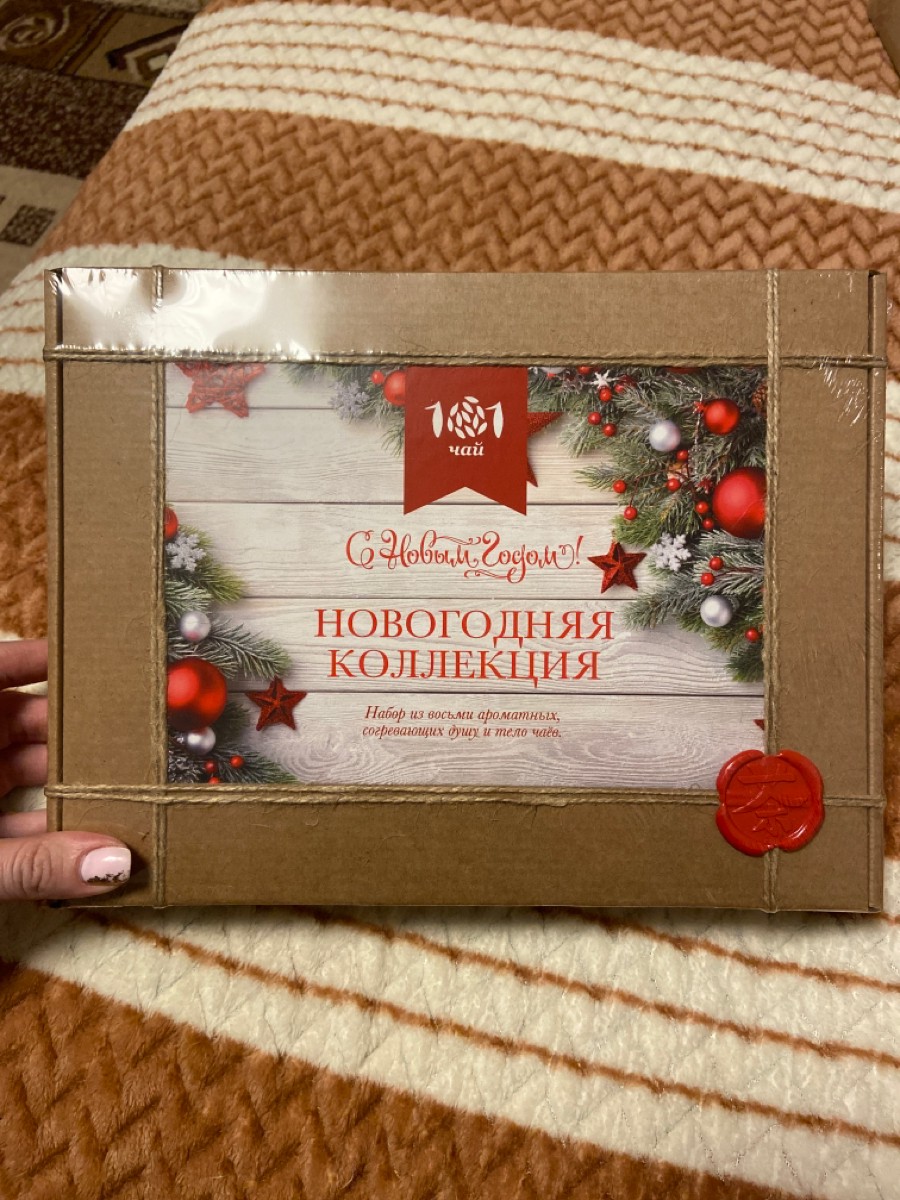 101
чай
С Новым Годом!
НОВОГОДНЯЯ
КОЛЛЕКЦИЯ
Набор из восьми ароматных,
согревающих душу и тело чаёв.